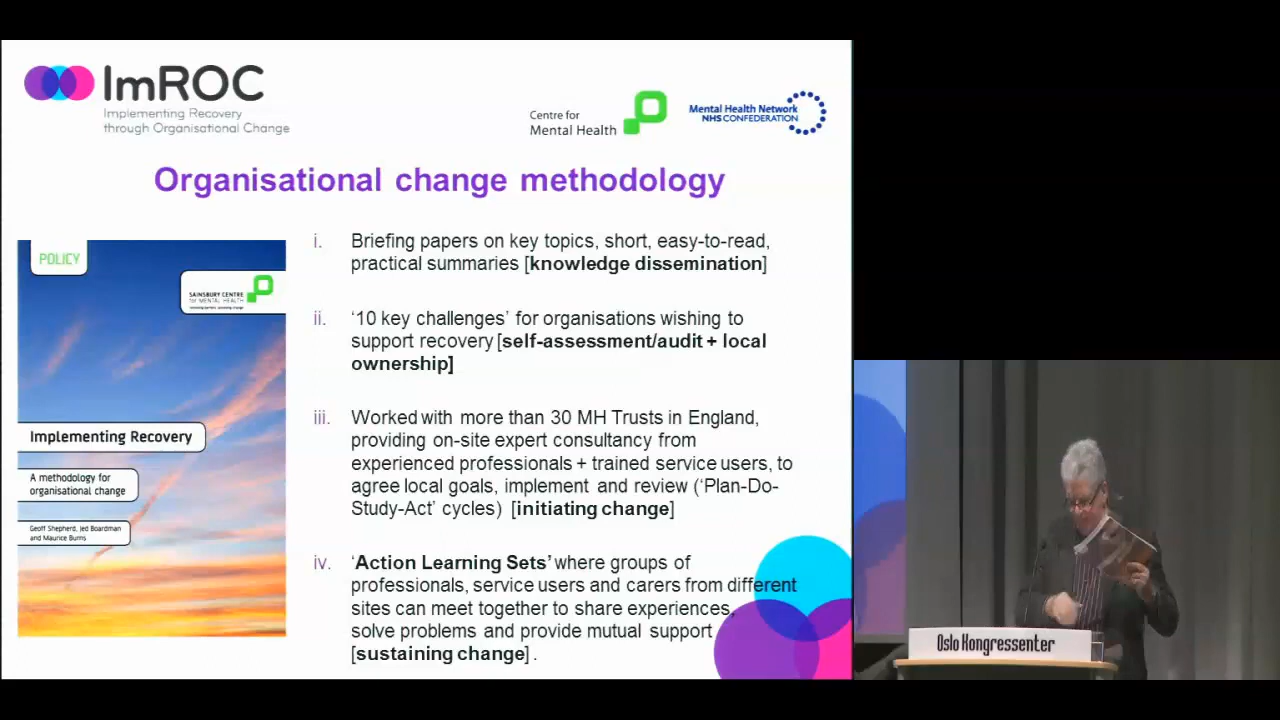 ImROC
Implementing Recovery
through Organisational Change
Centre for
Mental Health
Mental Health Network
NHS CONFEDERATION
Organisational change methodology
POLICY
SAINSBURY CENTRE
for MENTAL HEALTH
Implementing Recovery
A methodology for
organisational change
Geoff Shepherd, Jed Boardman
and Maurice Burns
i. Briefing papers on key topics, short, easy-to-read,
practical summaries [knowledge dissemination]
ii. ‘10 key challenges’ for organisations wishing to
support recovery [self-assessment/audit + local
ownership]
iii. Worked with more than 30 MH Trusts in England,
providing on-site expert consultancy from
experienced professionals + trained service users, to
agree local goals, implement and review (‘Plan-Do-
Study-Act’ cycles) [initiating change]
iv. ‘Action Learning Sets’ where groups of
professionals, service users and carers from different
sites can meet together to share experiences,
solve problems and provide mutual support
[sustaining change] .
Oslo Kongressenter